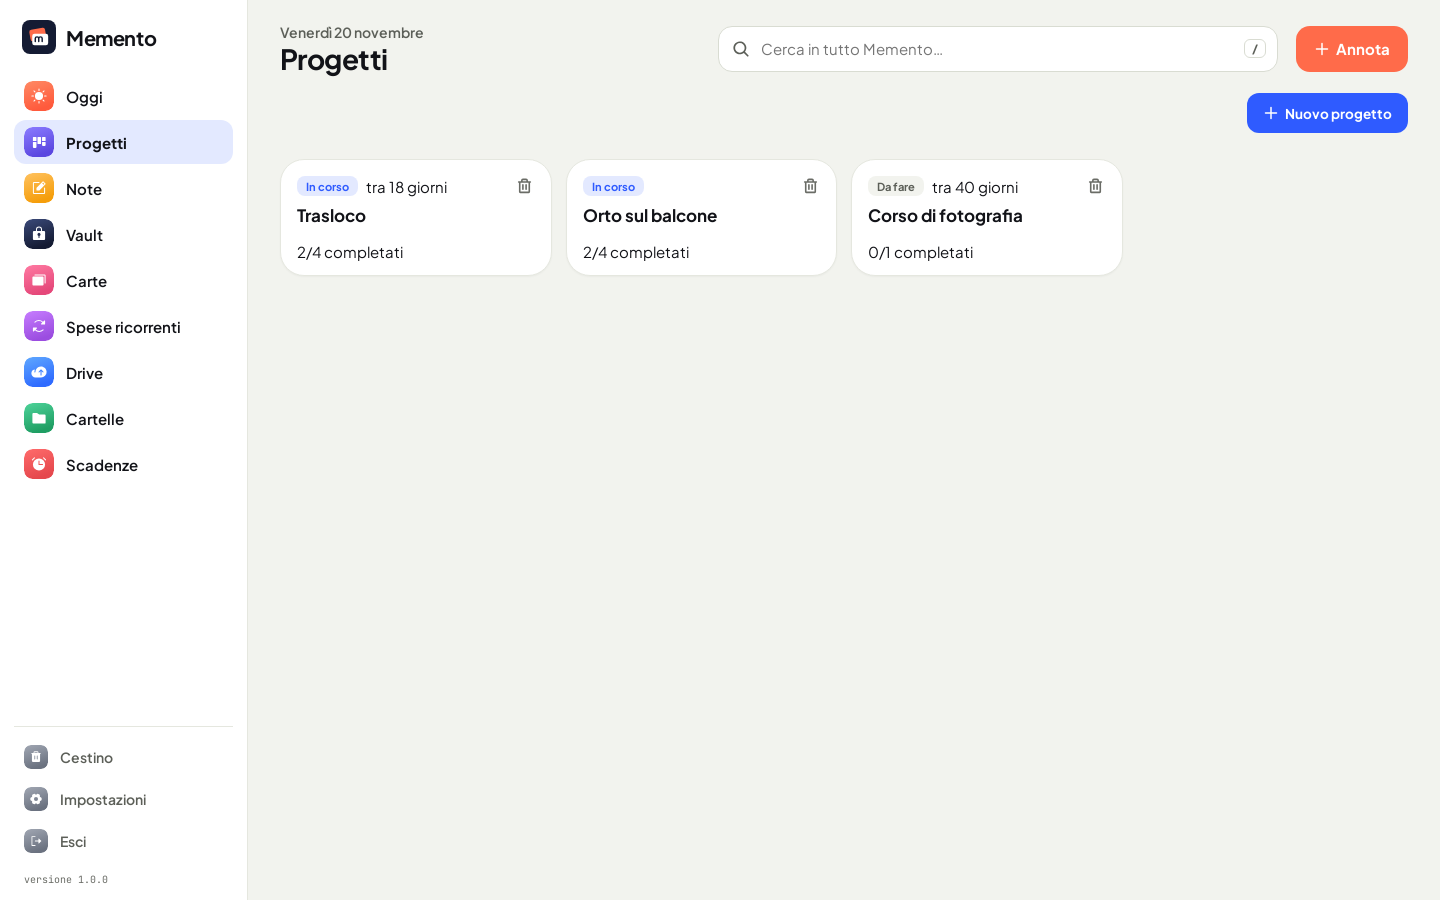 Memento
Oggi
Progetti
Note
Vault
Carte
Spese ricorrenti
Drive
Cartelle
Scadenze
Cestino
Impostazioni
Esci
versione 1.0.0
Venerdì 20 novembre
Progetti
Cerca in tutto Memento…
/
Annota
Nuovo progetto
In corso tra 18 giorni
Trasloco
2/4 completati
In corso
Orto sul balcone
2/4 completati
Da fare tra 40 giorni
Corso di fotografia
0/1 completati